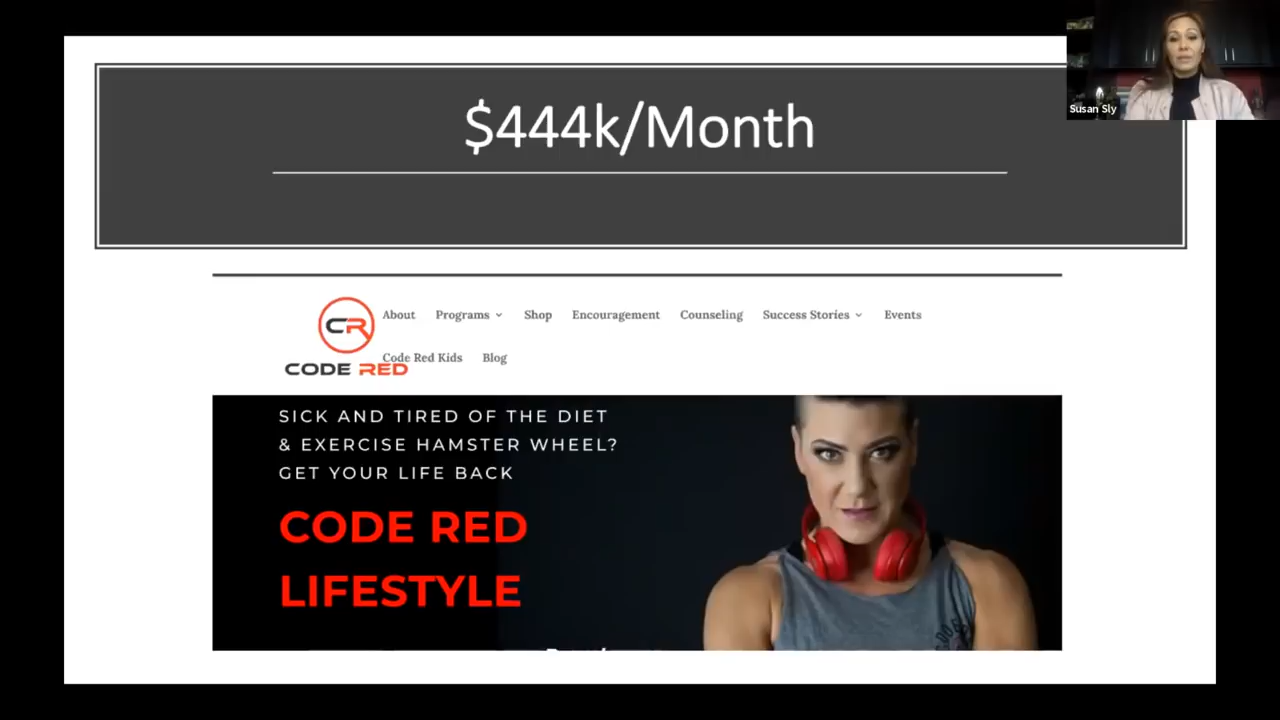 $444k/Month
Susan Sly
CR
CODE RED
About Programs Shop Encouragement Counseling Success Stories Events
Code Red Kids Blog
SICK AND TIRED OF THE DIET
& EXERCISE HAMSTER WHEEL?
GET YOUR LIFE BACK
CODE RED
LIFESTYLE